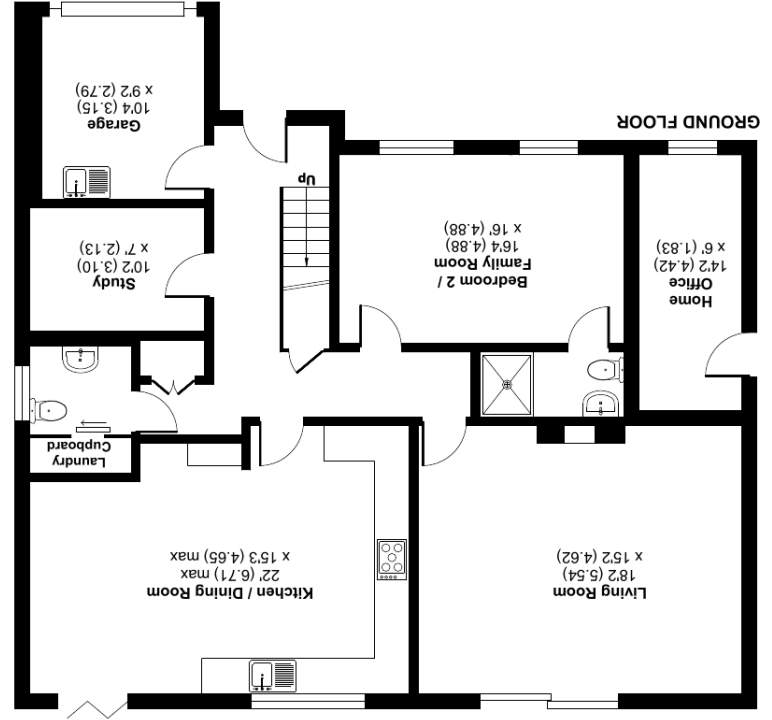 Living Room
18'2 (5.54)
x 15'2 (4.62)
Kitchen / Dining Room
22' (6.71) max
x 15'3 (4.65) max
Laundry
Cupboard
Home
Office
14'2 (4.42)
x 6' (1.83)
Bedroom 2 /
Family Room
16'4 (4.88)
x 16' (4.88)
Study
10'2 (3.10)
x 7' (2.13)
Up
Garage
10'4 (3.15)
x 9'2 (2.79)
GROUND FLOOR